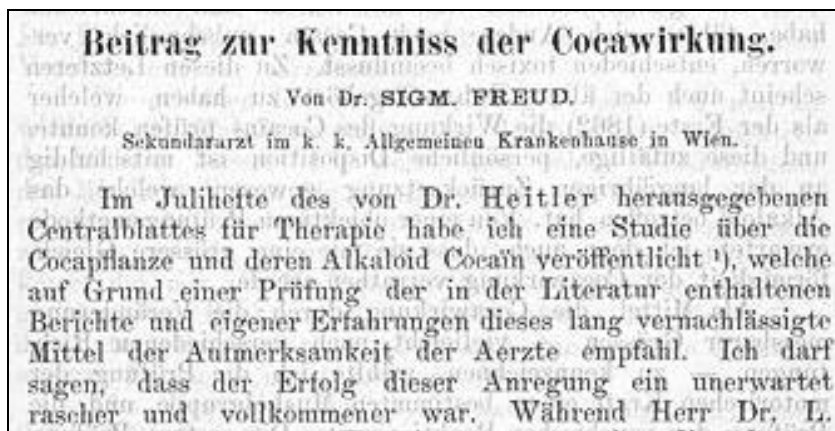 Beitrag zur Kenntniss der Cocawirkung.
Von Dr. SIGM. FREUD.
Sekundararzt im k. k. Allgemeinen Krankenhause in Wien.
Im Julihefte des von Dr. Heitler herausgegebenen
Centralblattes für Therapie habe ich eine Studie über die
Cocapflanze und deren Alkaloid Cocaïn veröffentlicht ¹), welche
auf Grund einer Prüfung der in der Literatur enthaltenen
Berichte und eigener Erfahrungen dieses lang vernachlässigte
Mittel der Aufmerksamkeit der Aerzte empfahl. Ich darf
sagen, dass der Erfolg dieser Anregung ein unerwartet
rascher und vollkommener war. Während Herr Dr. L.